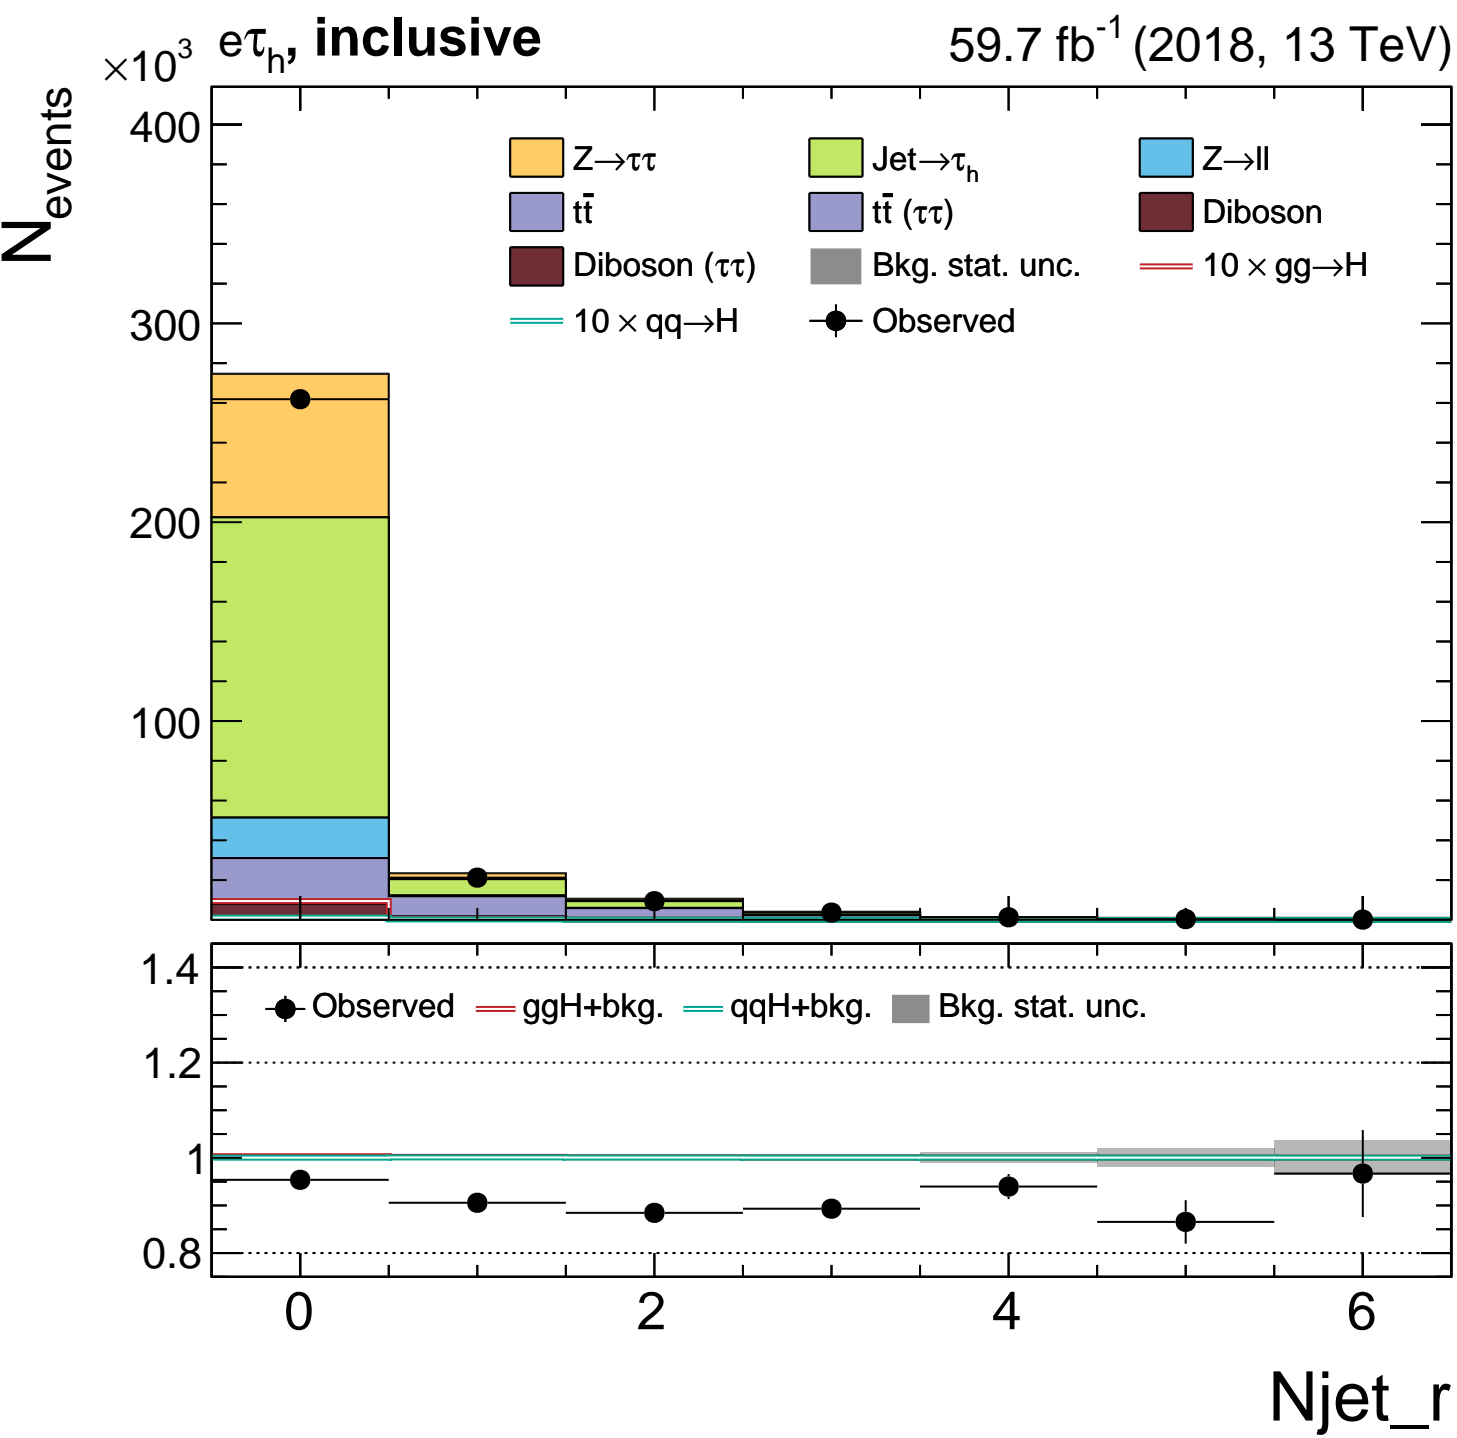 ×10³ eτₕ, inclusive 59.7 fb⁻¹ (2018, 13 TeV)
N_events
400
300
200
100
Z→ττ Jet→τₕ Z→ll
tt̄ tt̄ (ττ) Diboson
Diboson (ττ) Bkg. stat. unc. 10 × gg→H
10 × qq→H Observed
1.4
1.2
1
0.8
Observed ggH+bkg. qqH+bkg. Bkg. stat. unc.
0 2 4 6
Njet_r